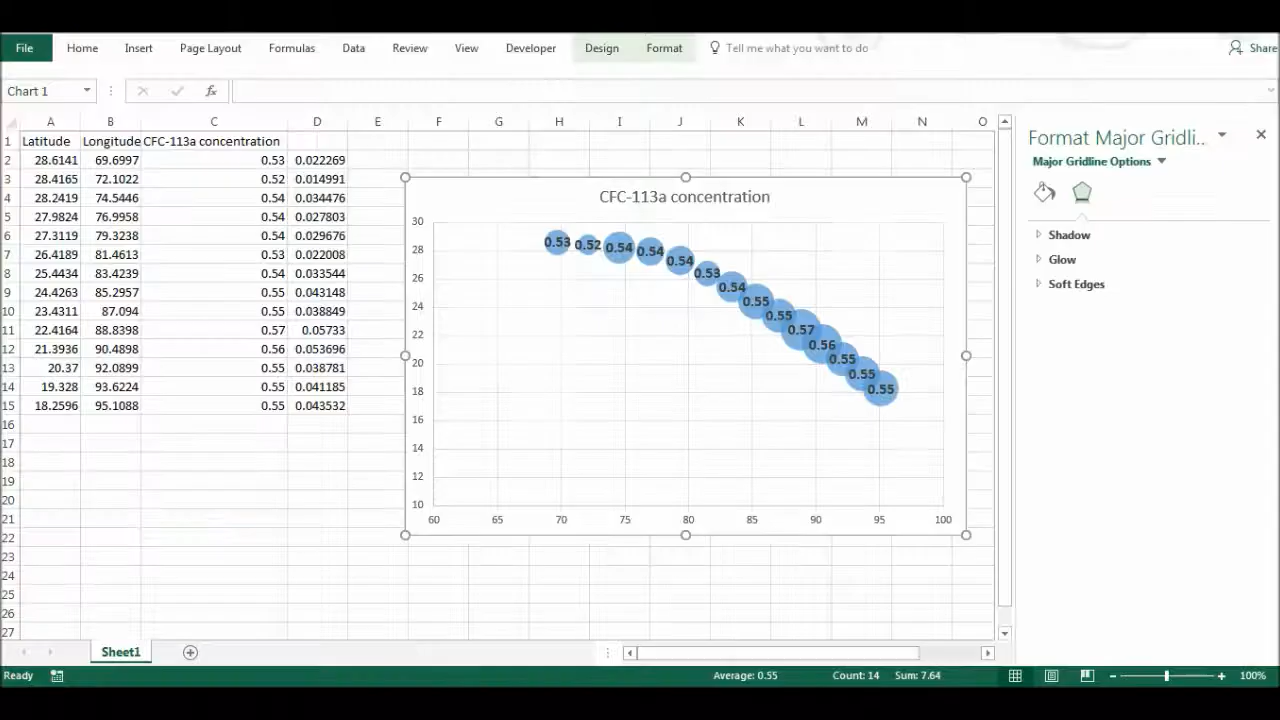 File Home Insert Page Layout Formulas Data Review View Developer Design Format Tell me what you want to do Share
Chart 1 fx
A B C D E F G H I J K L M N O
1 Latitude Longitude CFC-113a concentration
2 28.6141 69.6997 0.53 0.022269
3 28.4165 72.1022 0.52 0.014991
4 28.2419 74.5446 0.54 0.034476
5 27.9824 76.9958 0.54 0.027803
6 27.3119 79.3238 0.54 0.029676
7 26.4189 81.4613 0.53 0.022008
8 25.4434 83.4239 0.54 0.033544
9 24.4263 85.2957 0.55 0.043148
10 23.4311 87.094 0.55 0.038849
11 22.4164 88.8398 0.57 0.05733
12 21.3936 90.4898 0.56 0.053696
13 20.37 92.0899 0.55 0.038781
14 19.328 93.6224 0.55 0.041185
15 18.2596 95.1088 0.55 0.043532
16
17
18
19
20
21
22
23
24
25
26
27
CFC-113a concentration
30
28
26
24
22
20
18
16
14
12
10
0.53 0.52 0.54 0.54 0.54 0.53 0.54 0.55 0.55 0.57 0.56 0.55 0.55 0.55
60 65 70 75 80 85 90 95 100
Format Major Gridli...
Major Gridline Options
Shadow
Glow
Soft Edges
Sheet1
Ready Average: 0.55 Count: 14 Sum: 7.64 100%